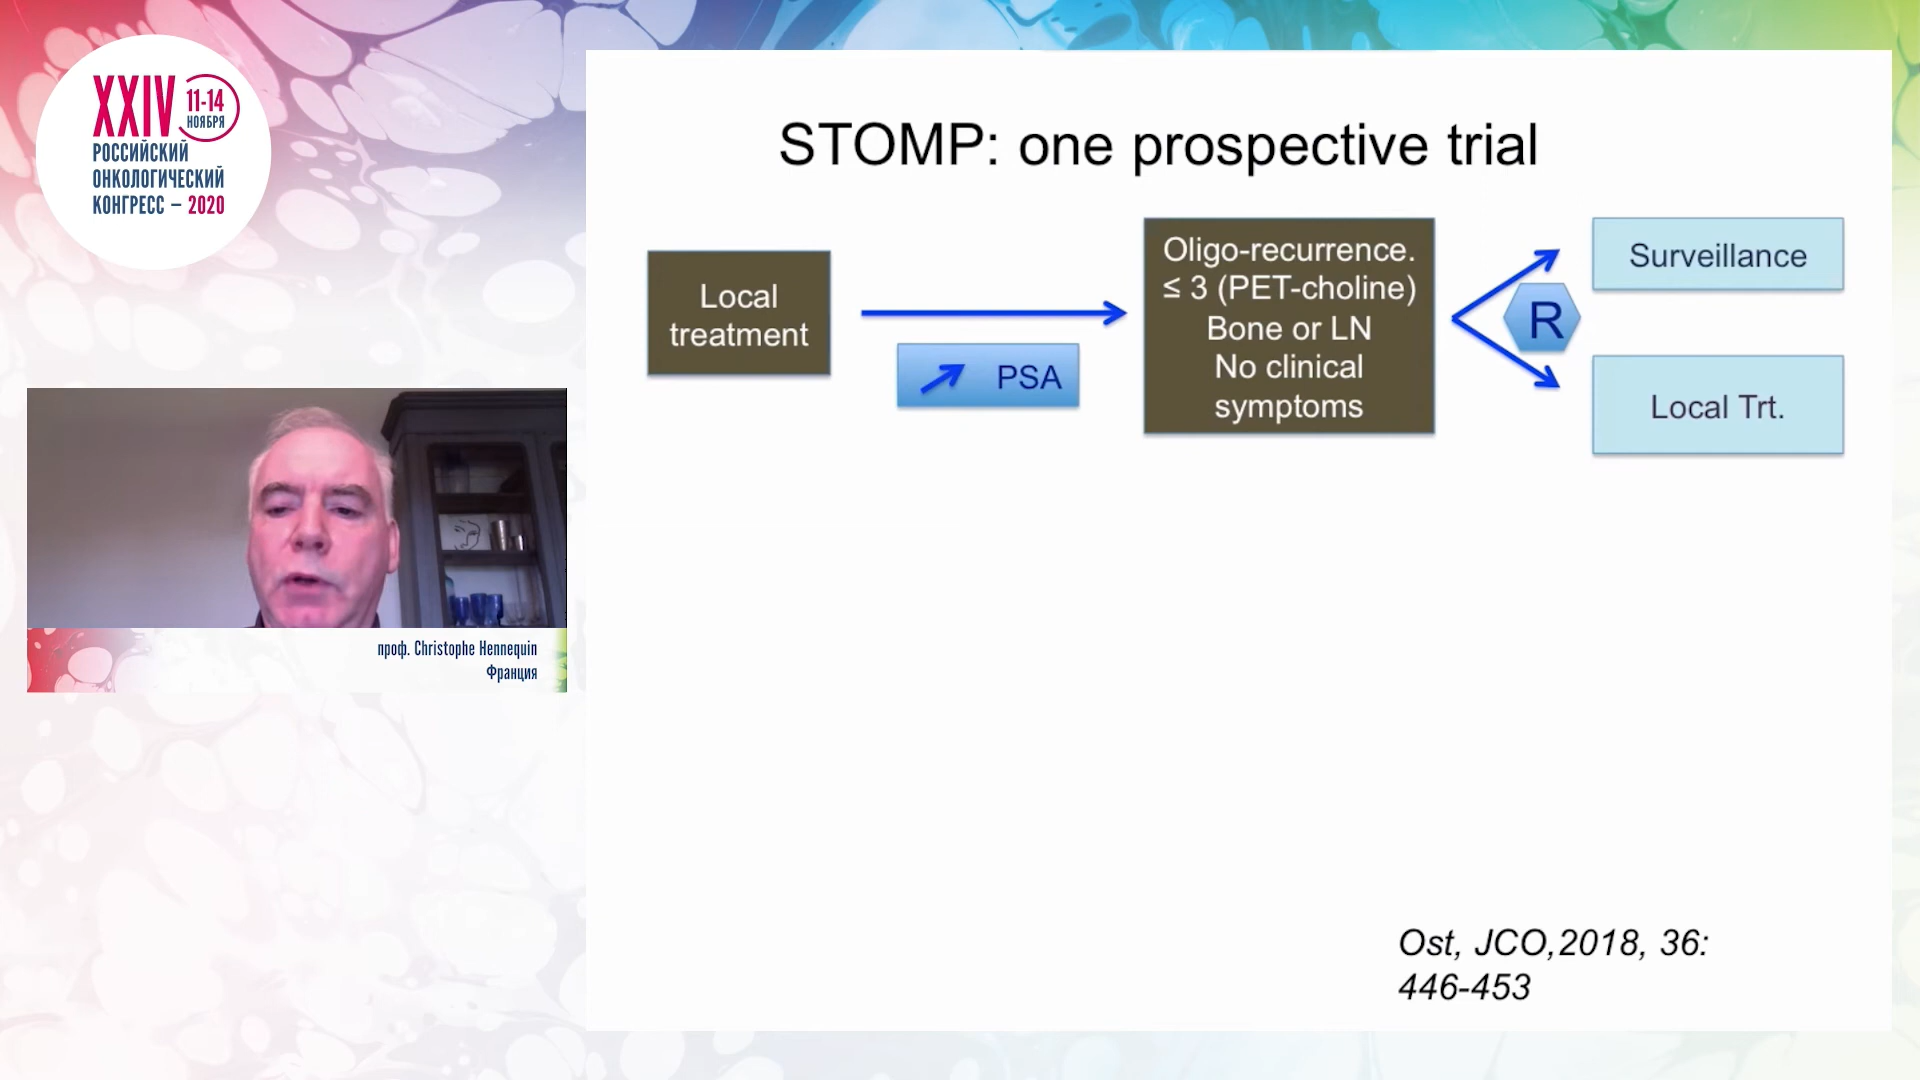 XXIV 11-14
НОЯБРЯ
РОССИЙСКИЙ
ОНКОЛОГИЧЕСКИЙ
КОНГРЕСС – 2020
STOMP: one prospective trial
Local
treatment
PSA
Oligo-recurrence.
≤ 3 (PET-choline)
Bone or LN
No clinical
symptoms
R
Surveillance
Local Trt.
проф. Christophe Hennequin
Франция
Ost, JCO,2018, 36:
446-453